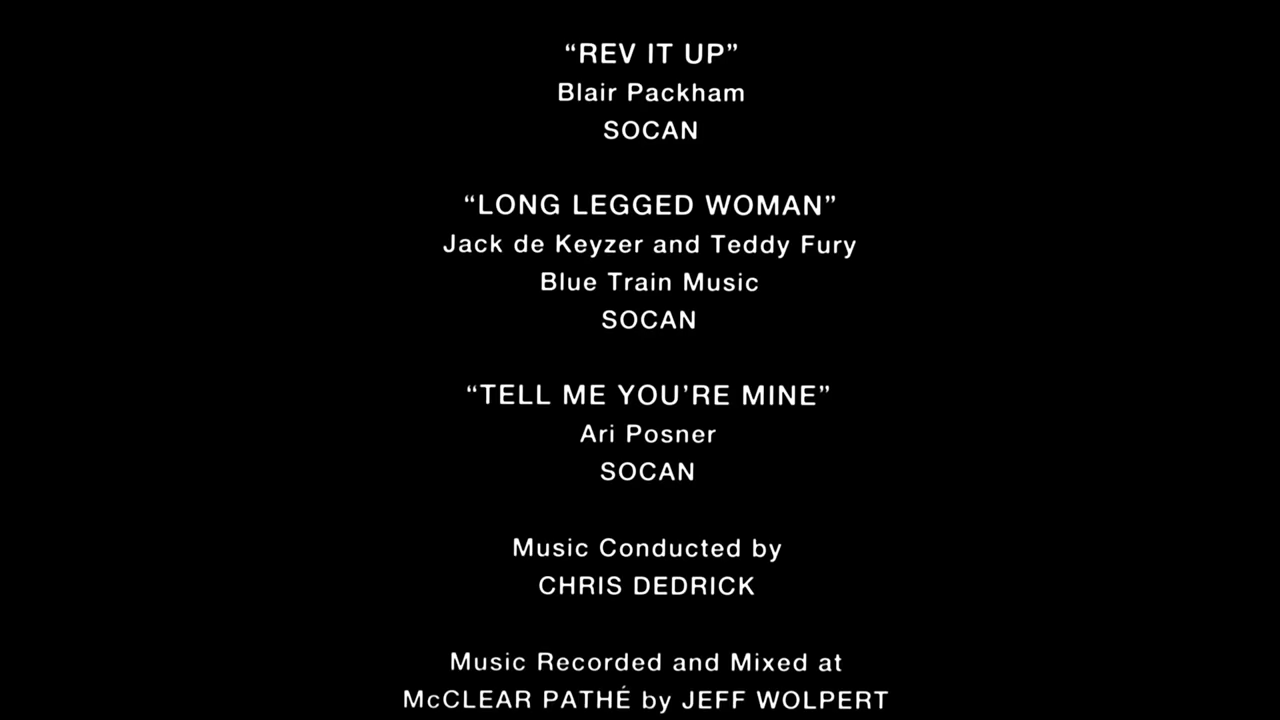 “REV IT UP”
Blair Packham
SOCAN
“LONG LEGGED WOMAN”
Jack de Keyzer and Teddy Fury
Blue Train Music
SOCAN
“TELL ME YOU’RE MINE”
Ari Posner
SOCAN
Music Conducted by
CHRIS DEDRICK
Music Recorded and Mixed at
McCLEAR PATHÉ by JEFF WOLPERT